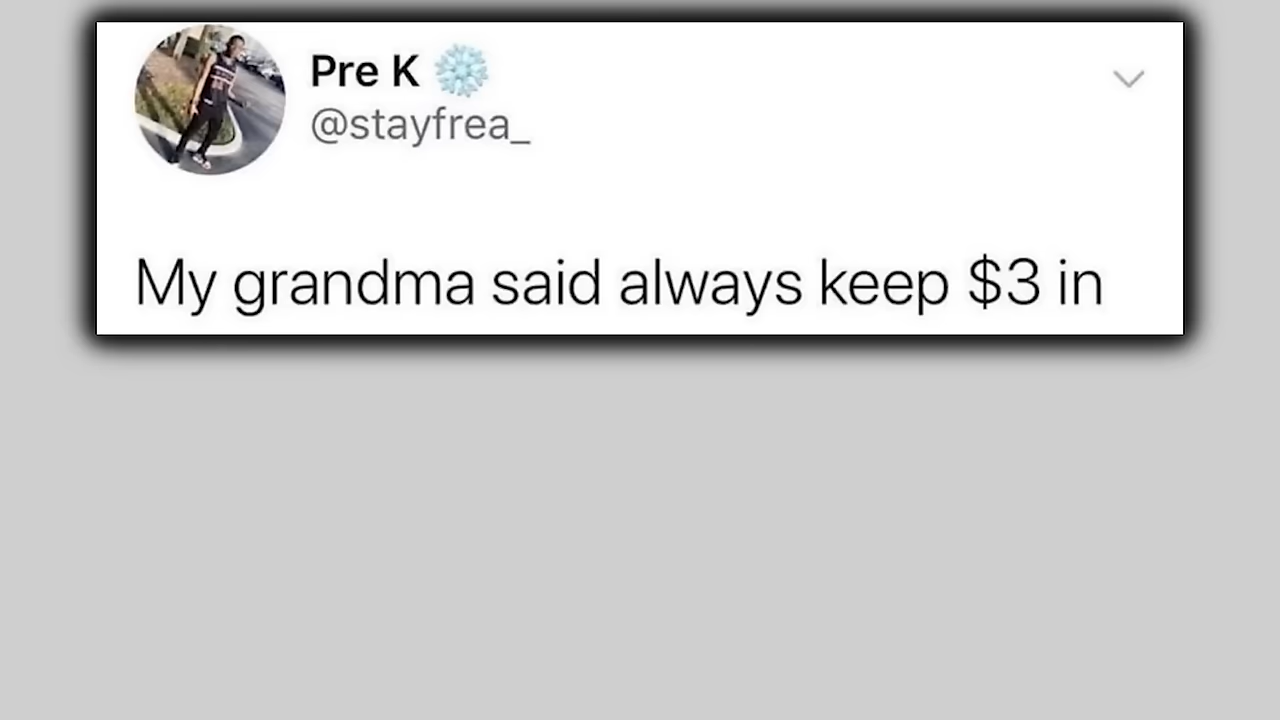 Pre K ❄️
@stayfrea_
My grandma said always keep $3 in